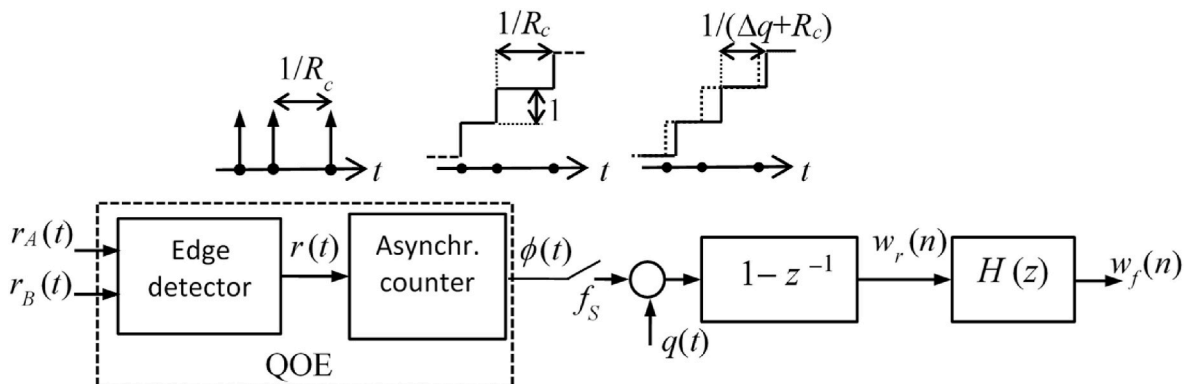 1/R_c
t
1/R_c
1
t
1/(Δq+R_c)
t
r_A(t)
r_B(t)
Edge
detector
r(t)
Asynchr.
counter
ϕ(t)
f_S
q(t)
1− z⁻¹
w_r(n)
H (z)
w_f(n)
QOE